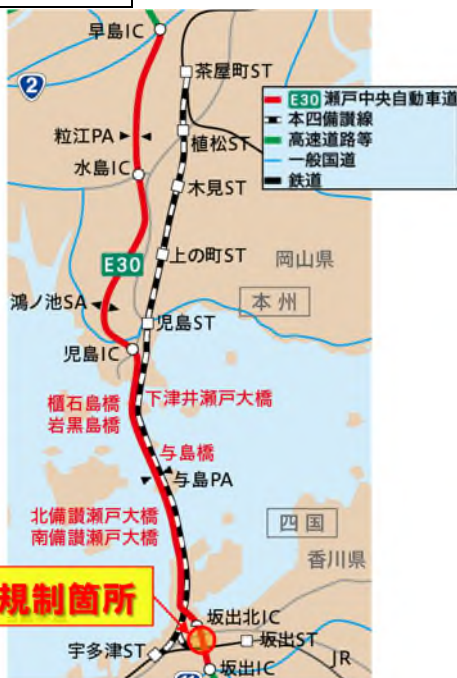 早島IC
2
茶屋町ST
E30 瀬戸中央自動車道
本四備讃線
高速道路等
一般国道
鉄道
粒江PA
植松ST
水島IC
木見ST
E30
上の町ST
岡山県
鴻ノ池SA
本州
児島ST
児島IC
櫃石島橋
岩黒島橋
下津井瀬戸大橋
与島橋
与島PA
北備讃瀬戸大橋
南備讃瀬戸大橋
四国
香川県
規制箇所
坂出北IC
宇多津ST
坂出ST
JR
坂出IC